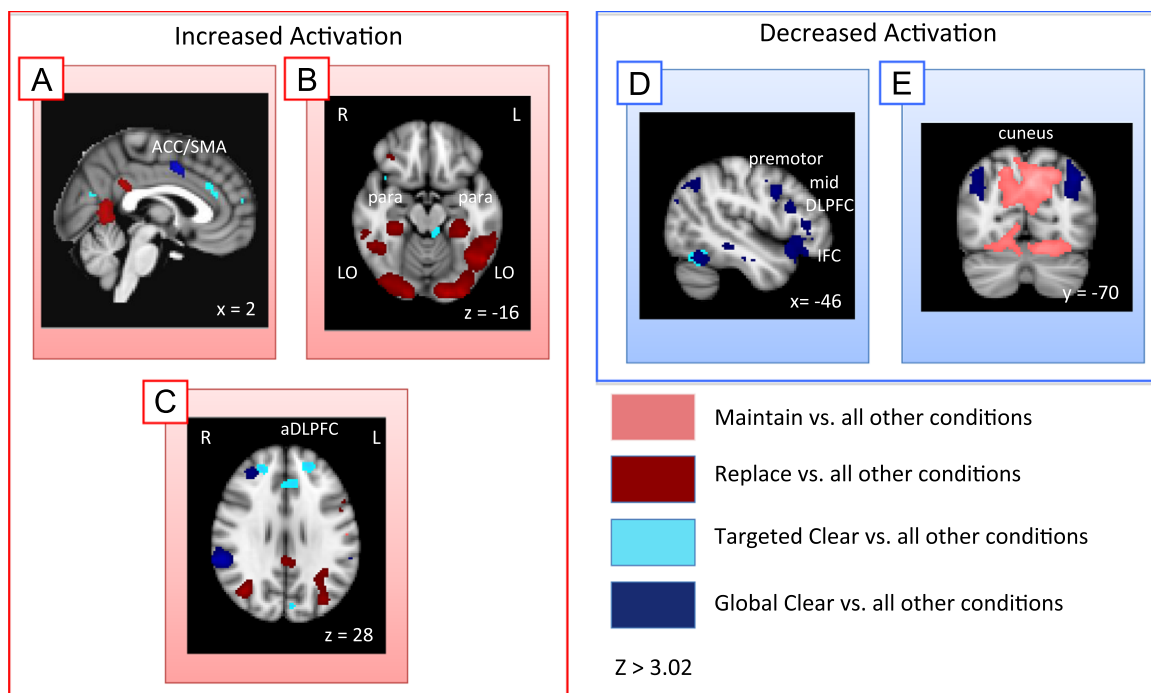 Increased Activation
A
ACC/SMA
x = 2
B
R L
para para
LO LO
z = -16
C
aDLPFC
R L
z = 28
Decreased Activation
D
premotor
mid
DLPFC
IFC
x= -46
E
cuneus
y = -70
Maintain vs. all other conditions
Replace vs. all other conditions
Targeted Clear vs. all other conditions
Global Clear vs. all other conditions
Z > 3.02